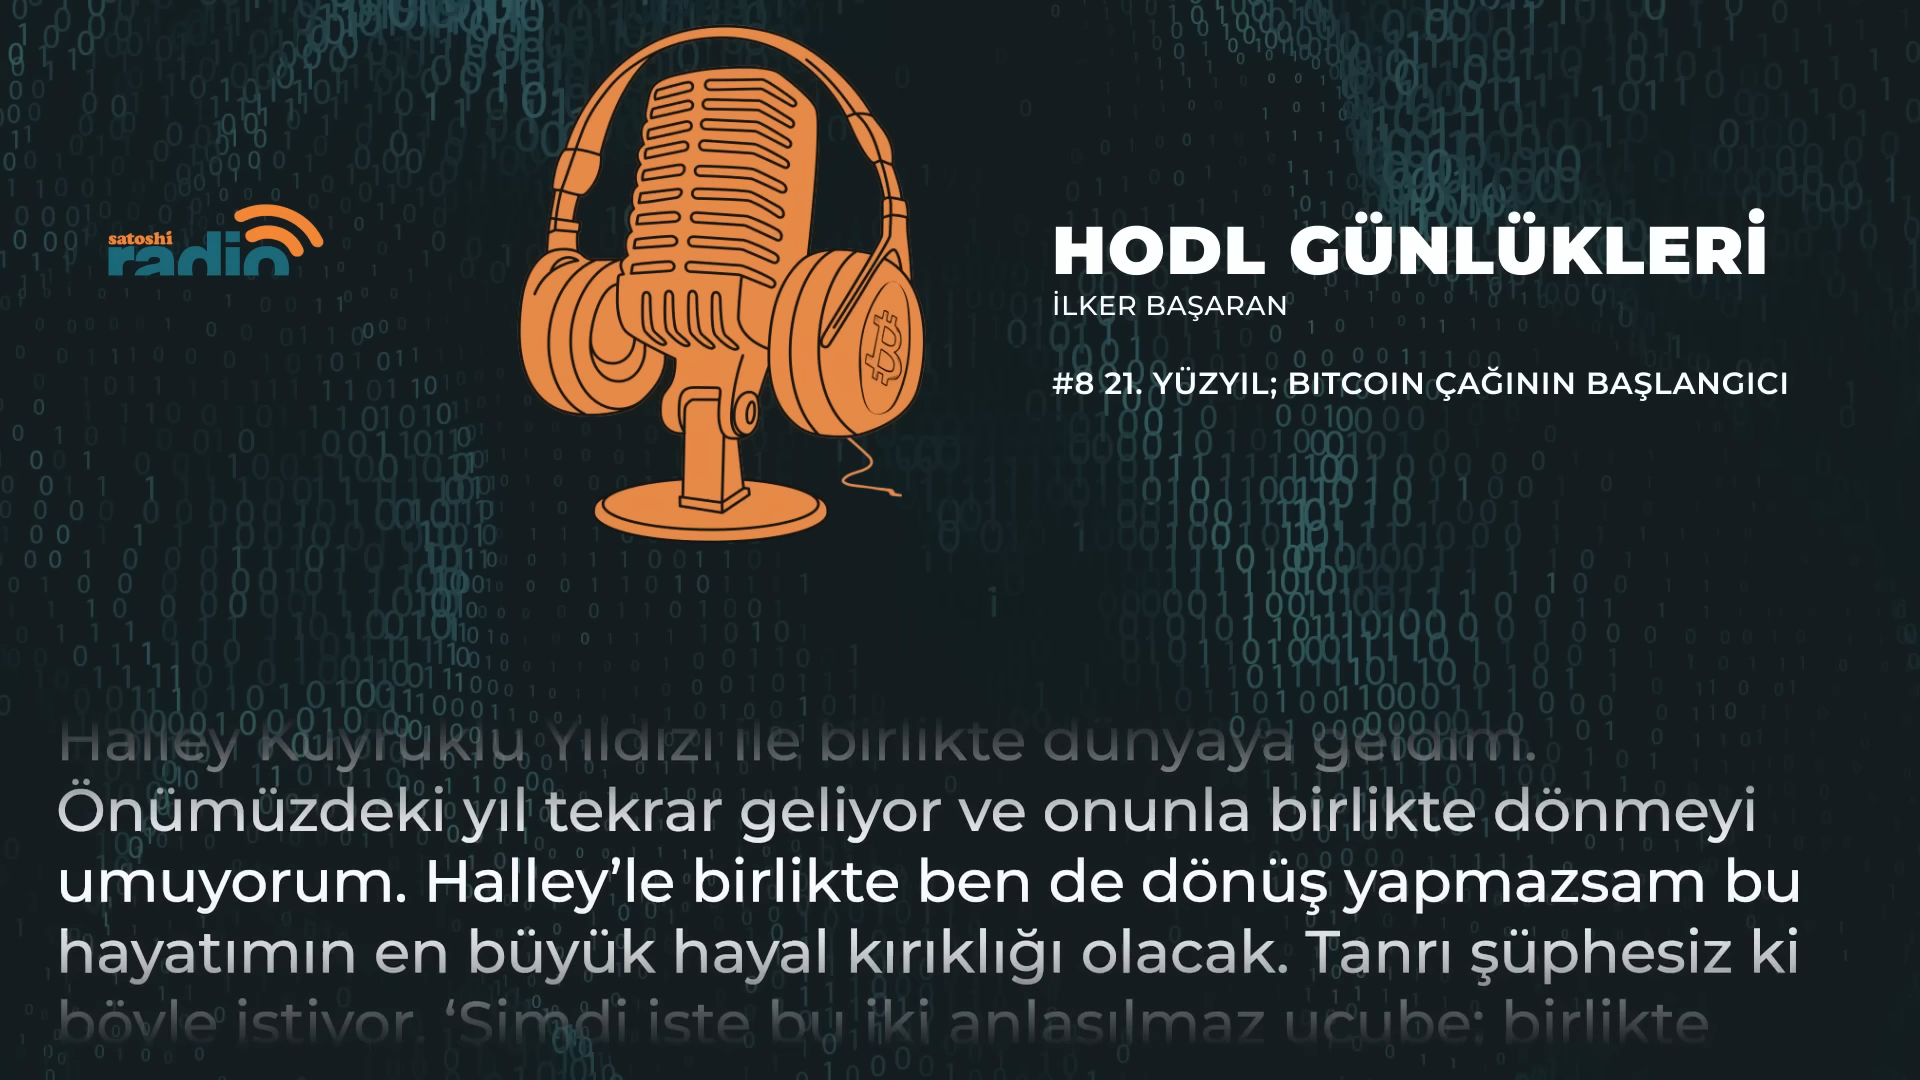 satoshi
radio
HODL GÜNLÜKLERİ
İLKER BAŞARAN
#8 21. YÜZYIL; BITCOIN ÇAĞININ BAŞLANGICI
Halley Kuyruklu Yıldızı ile birlikte dünyaya geldim.
Önümüzdeki yıl tekrar geliyor ve onunla birlikte dönmeyi
umuyorum. Halley’le birlikte ben de dönüş yapmazsam bu
hayatımın en büyük hayal kırıklığı olacak. Tanrı şüphesiz ki
böyle istiyor. ‘Şimdi işte bu iki anlaşılmaz ucube; birlikte